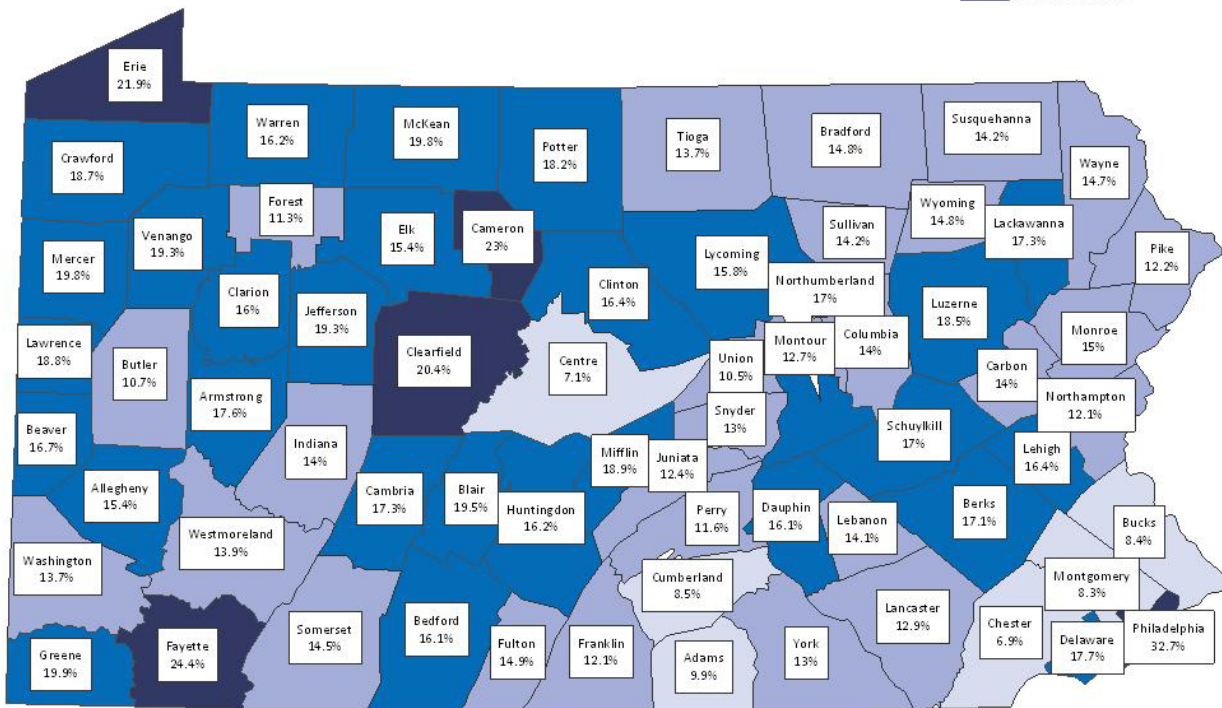 Erie
21.9%
Warren
16.2%
McKean
19.8%
Potter
18.2%
Tioga
13.7%
Bradford
14.8%
Susquehanna
14.2%
Crawford
18.7%
Wayne
14.7%
Forest
11.3%
Wyoming
14.8%
Venango
19.3%
Elk
15.4%
Cameron
23%
Sullivan
14.2%
Lackawanna
17.3%
Mercer
19.8%
Lycoming
15.8%
Pike
12.2%
Clarion
16%
Jefferson
19.3%
Clinton
16.4%
Northumberland
17%
Luzerne
18.5%
Lawrence
18.8%
Butler
10.7%
Clearfield
20.4%
Centre
7.1%
Union
10.5%
Montour
12.7%
Columbia
14%
Monroe
15%
Carbon
14%
Armstrong
17.6%
Northampton
12.1%
Beaver
16.7%
Snyder
13%
Schuylkill
17%
Indiana
14%
Mifflin
18.9%
Juniata
12.4%
Lehigh
16.4%
Allegheny
15.4%
Cambria
17.3%
Blair
19.5%
Huntingdon
16.2%
Perry
11.6%
Dauphin
16.1%
Lebanon
14.1%
Berks
17.1%
Bucks
8.4%
Westmoreland
13.9%
Washington
13.7%
Cumberland
8.5%
Montgomery
8.3%
Lancaster
12.9%
Bedford
16.1%
Chester
6.9%
Philadelphia
32.7%
Fayette
24.4%
Somerset
14.5%
Fulton
14.9%
Franklin
12.1%
York
13%
Delaware
17.7%
Greene
19.9%
Adams
9.9%